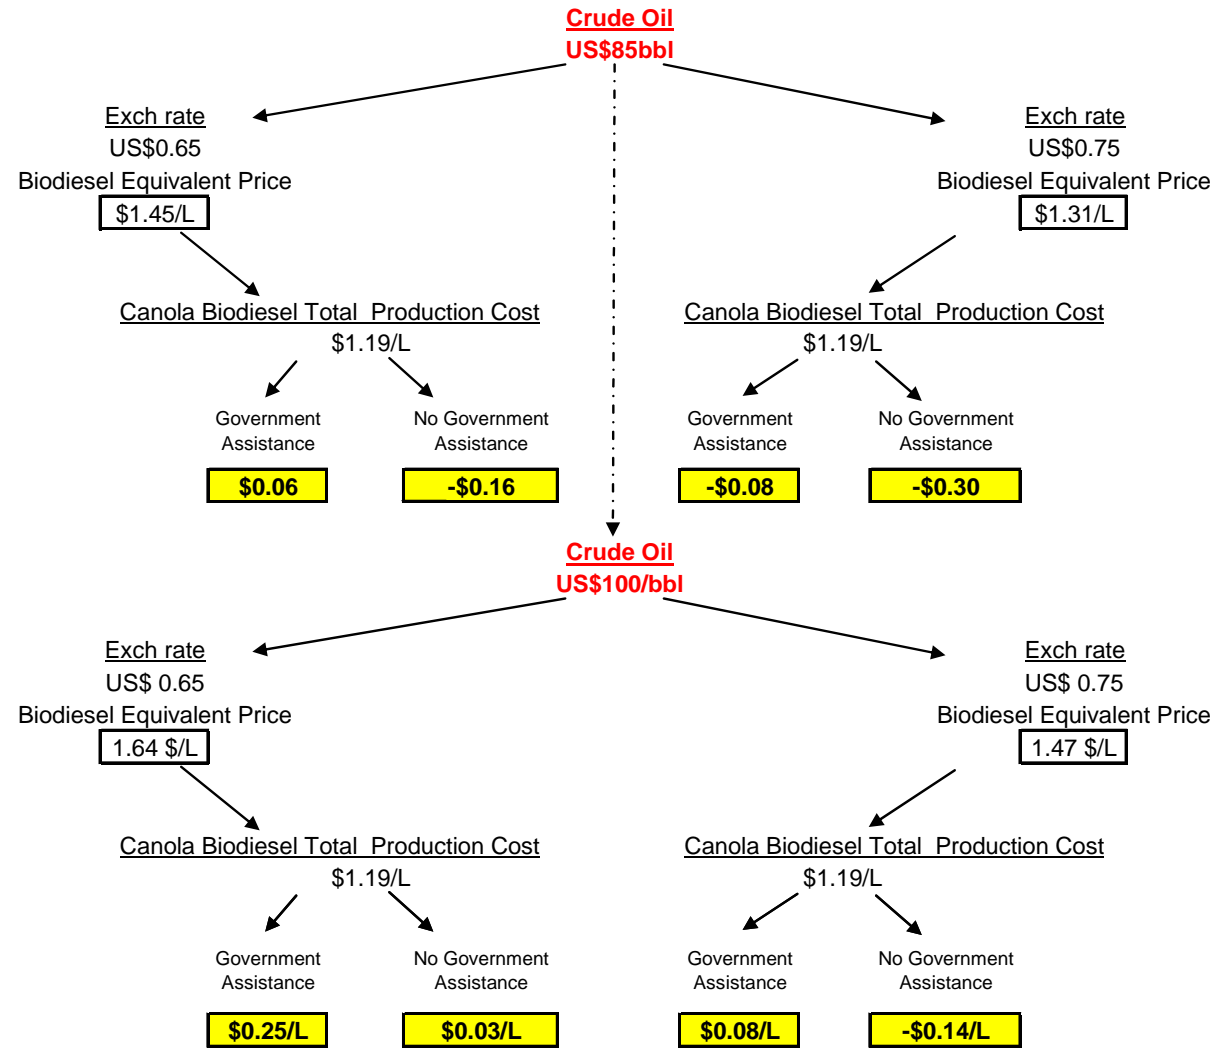 Crude Oil
US$85bbl
Exch rate
US$0.65
Biodiesel Equivalent Price
$1.45/L
Exch rate
US$0.75
Biodiesel Equivalent Price
$1.31/L
Canola Biodiesel Total  Production Cost
$1.19/L
Government
Assistance
$0.06
No Government
Assistance
-$0.16
Canola Biodiesel Total  Production Cost
$1.19/L
Government
Assistance
-$0.08
No Government
Assistance
-$0.30
Crude Oil
US$100/bbl
Exch rate
US$ 0.65
Biodiesel Equivalent Price
1.64 $/L
Exch rate
US$ 0.75
Biodiesel Equivalent Price
1.47 $/L
Canola Biodiesel Total  Production Cost
$1.19/L
Government
Assistance
$0.25/L
No Government
Assistance
$0.03/L
Canola Biodiesel Total  Production Cost
$1.19/L
Government
Assistance
$0.08/L
No Government
Assistance
-$0.14/L